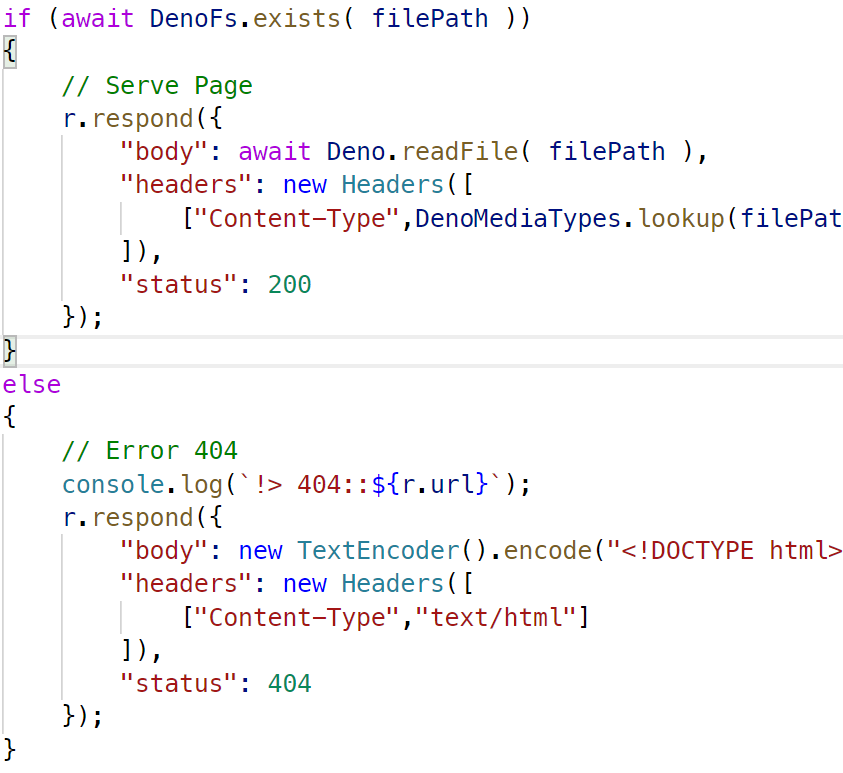 if (await DenoFs.exists( filePath ))
{
    // Serve Page
    r.respond({
        "body": await Deno.readFile( filePath ),
        "headers": new Headers([
            ["Content-Type",DenoMediaTypes.lookup(filePat
        ]),
        "status": 200
    });
}
else
{
    // Error 404
    console.log(`!> 404::${r.url}`);
    r.respond({
        "body": new TextEncoder().encode("<!DOCTYPE html>
        "headers": new Headers([
            ["Content-Type","text/html"]
        ]),
        "status": 404
    });
}